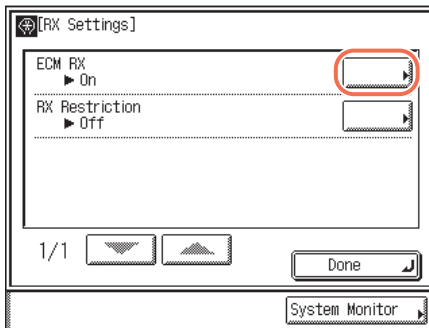 [RX Settings]
ECM RX
▶ On
RX Restriction
▶ Off
1/1
Done
System Monitor